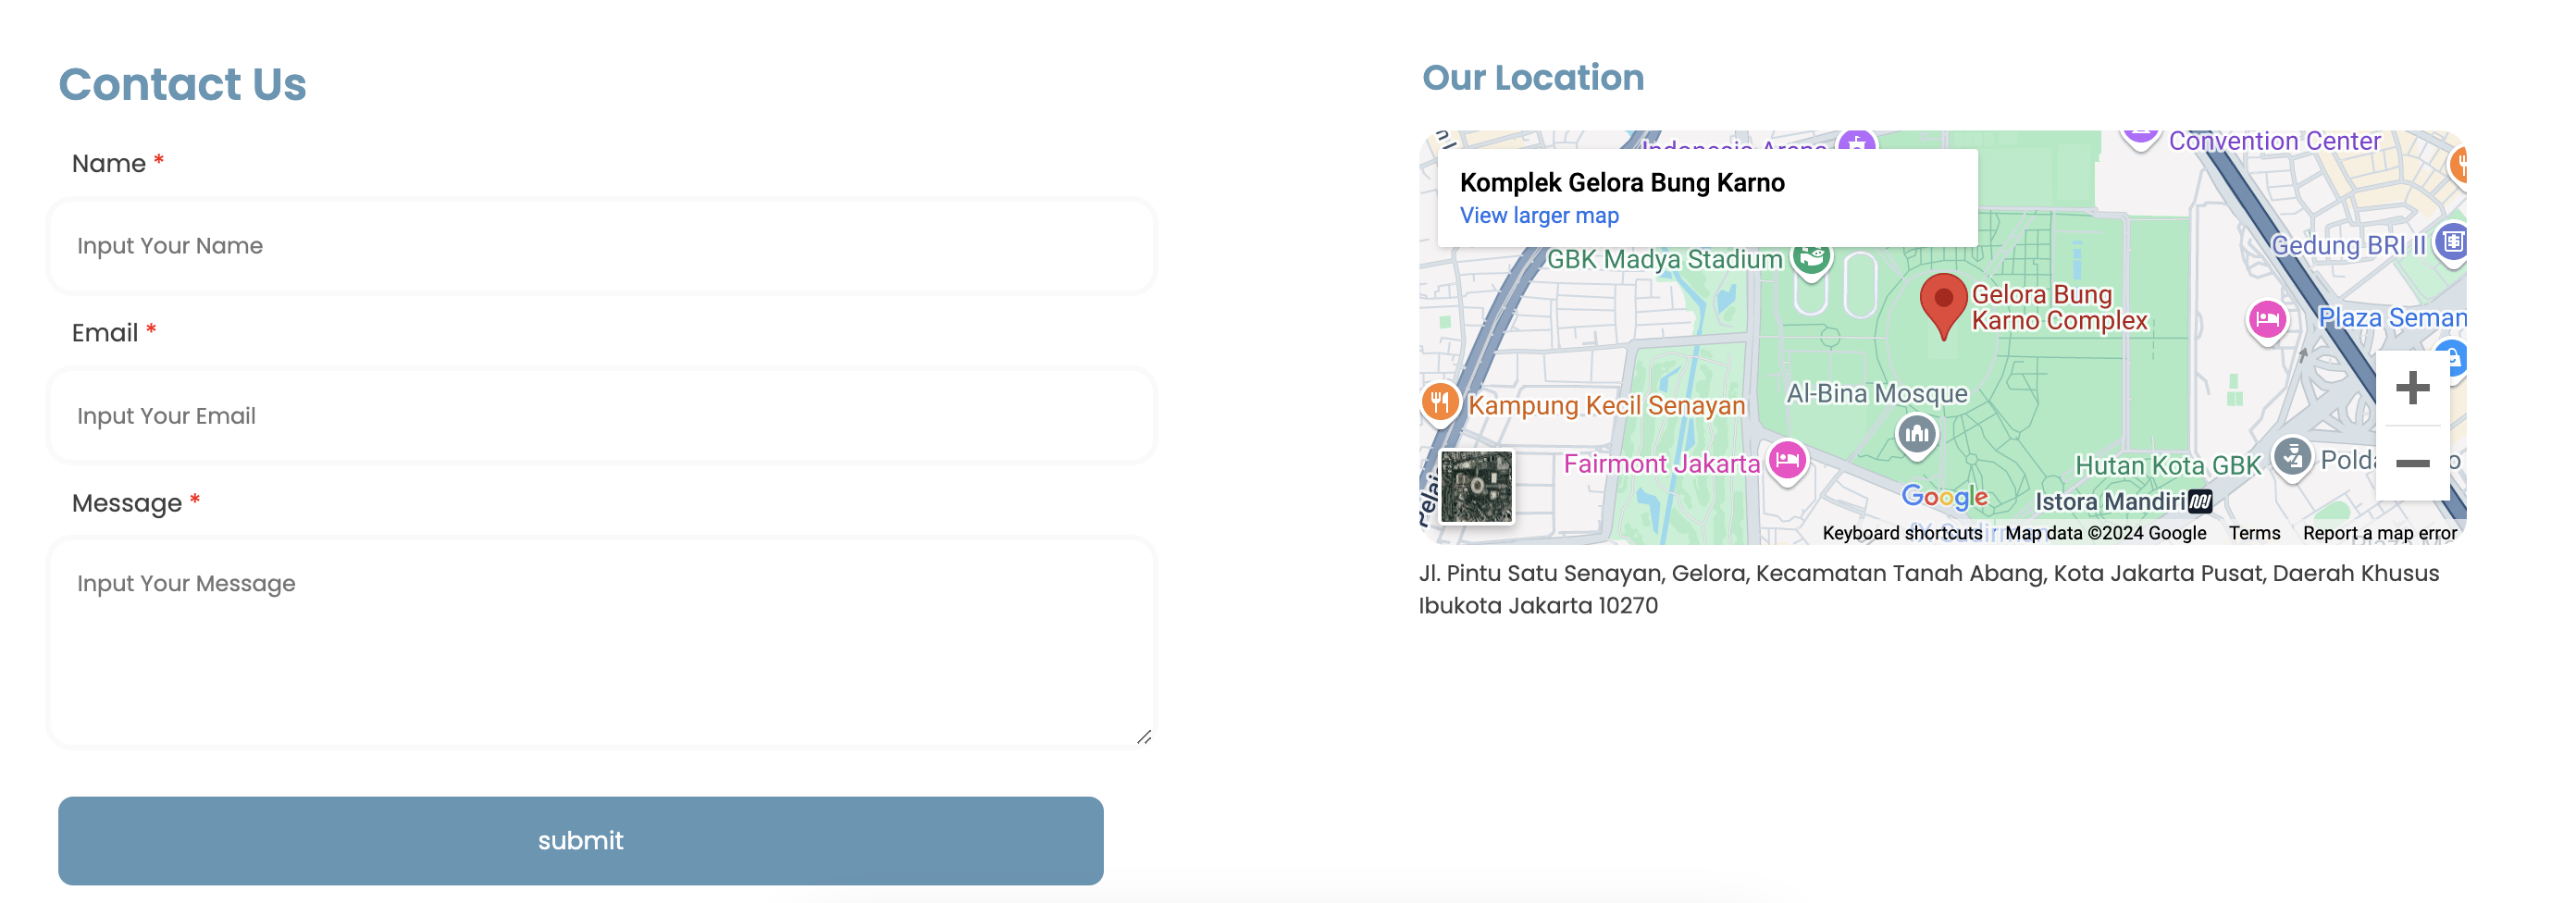 Contact Us
Name *
Input Your Name
Email *
Input Your Email
Message *
Input Your Message
submit
Our Location
Convention Center
Komplek Gelora Bung Karno
View larger map
GBK Madya Stadium
Gedung BRI II
Gelora Bung
Karno Complex
Plaza Seman
Al-Bina Mosque
Kampung Kecil Senayan
Fairmont Jakarta
Hutan Kota GBK
Google
Istora Mandiri
Keyboard shortcuts
Map data ©2024 Google
Terms
Report a map error
Jl. Pintu Satu Senayan, Gelora, Kecamatan Tanah Abang, Kota Jakarta Pusat, Daerah Khusus
Ibukota Jakarta 10270